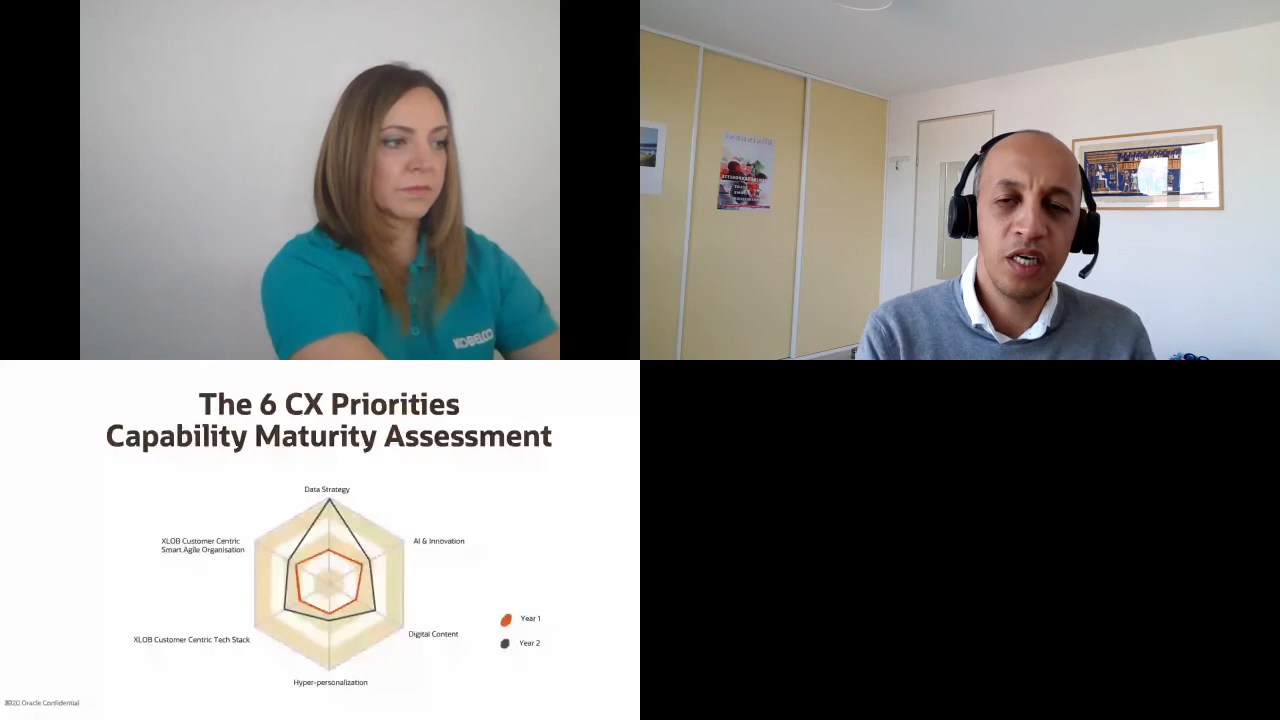 KOBELCO
The 6 CX Priorities
Capability Maturity Assessment
Data Strategy
XLOB Customer Centric
Smart Agile Organisation
AI & Innovation
Year 1
Digital Content
XLOB Customer Centric Tech Stack
Year 2
Hyper-personalization
Oracle Confidential